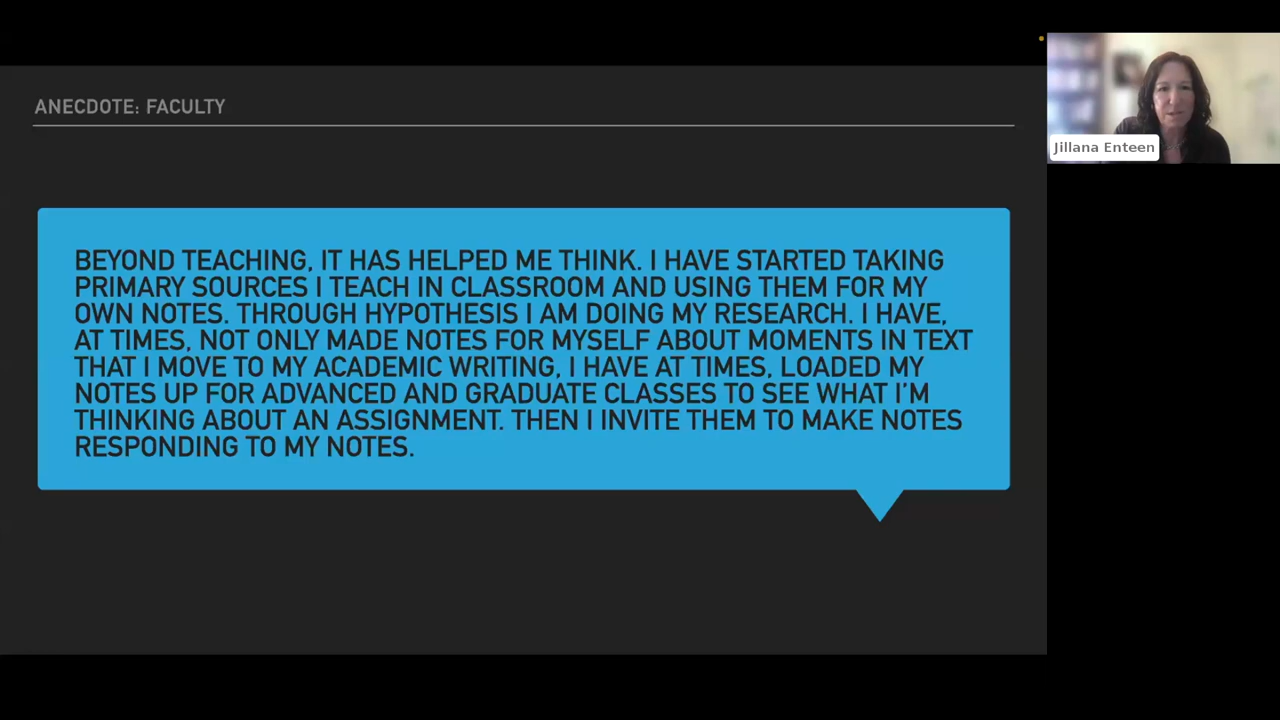 ANECDOTE: FACULTY
BEYOND TEACHING, IT HAS HELPED ME THINK. I HAVE STARTED TAKING
PRIMARY SOURCES I TEACH IN CLASSROOM AND USING THEM FOR MY
OWN NOTES. THROUGH HYPOTHESIS I AM DOING MY RESEARCH. I HAVE,
AT TIMES, NOT ONLY MADE NOTES FOR MYSELF ABOUT MOMENTS IN TEXT
THAT I MOVE TO MY ACADEMIC WRITING, I HAVE AT TIMES, LOADED MY
NOTES UP FOR ADVANCED AND GRADUATE CLASSES TO SEE WHAT I’M
THINKING ABOUT AN ASSIGNMENT. THEN I INVITE THEM TO MAKE NOTES
RESPONDING TO MY NOTES.
Jillana Enteen